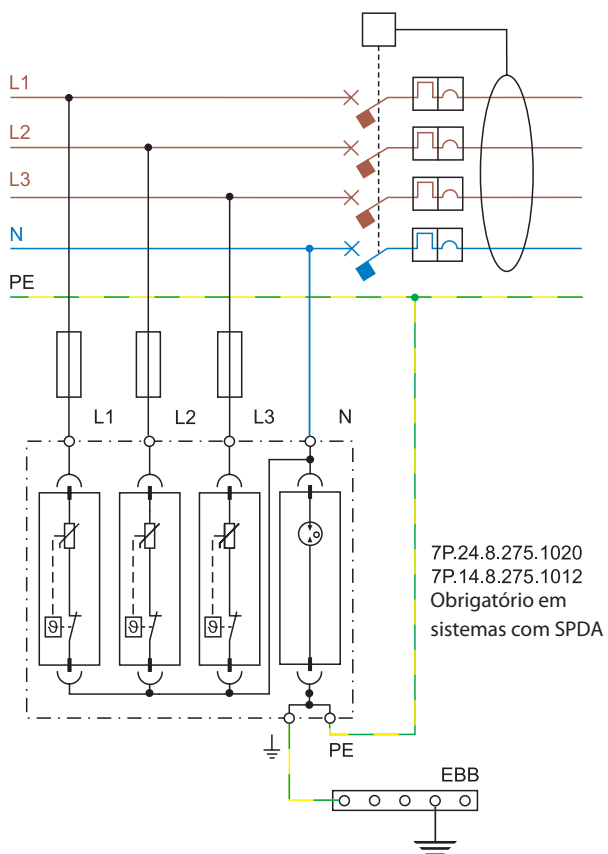 L1
L2
L3
N
PE
L1 L2 L3 N
ϑ ϑ ϑ
7P.24.8.275.1020
7P.14.8.275.1012
Obrigatório em
sistemas com SPDA
PE
EBB